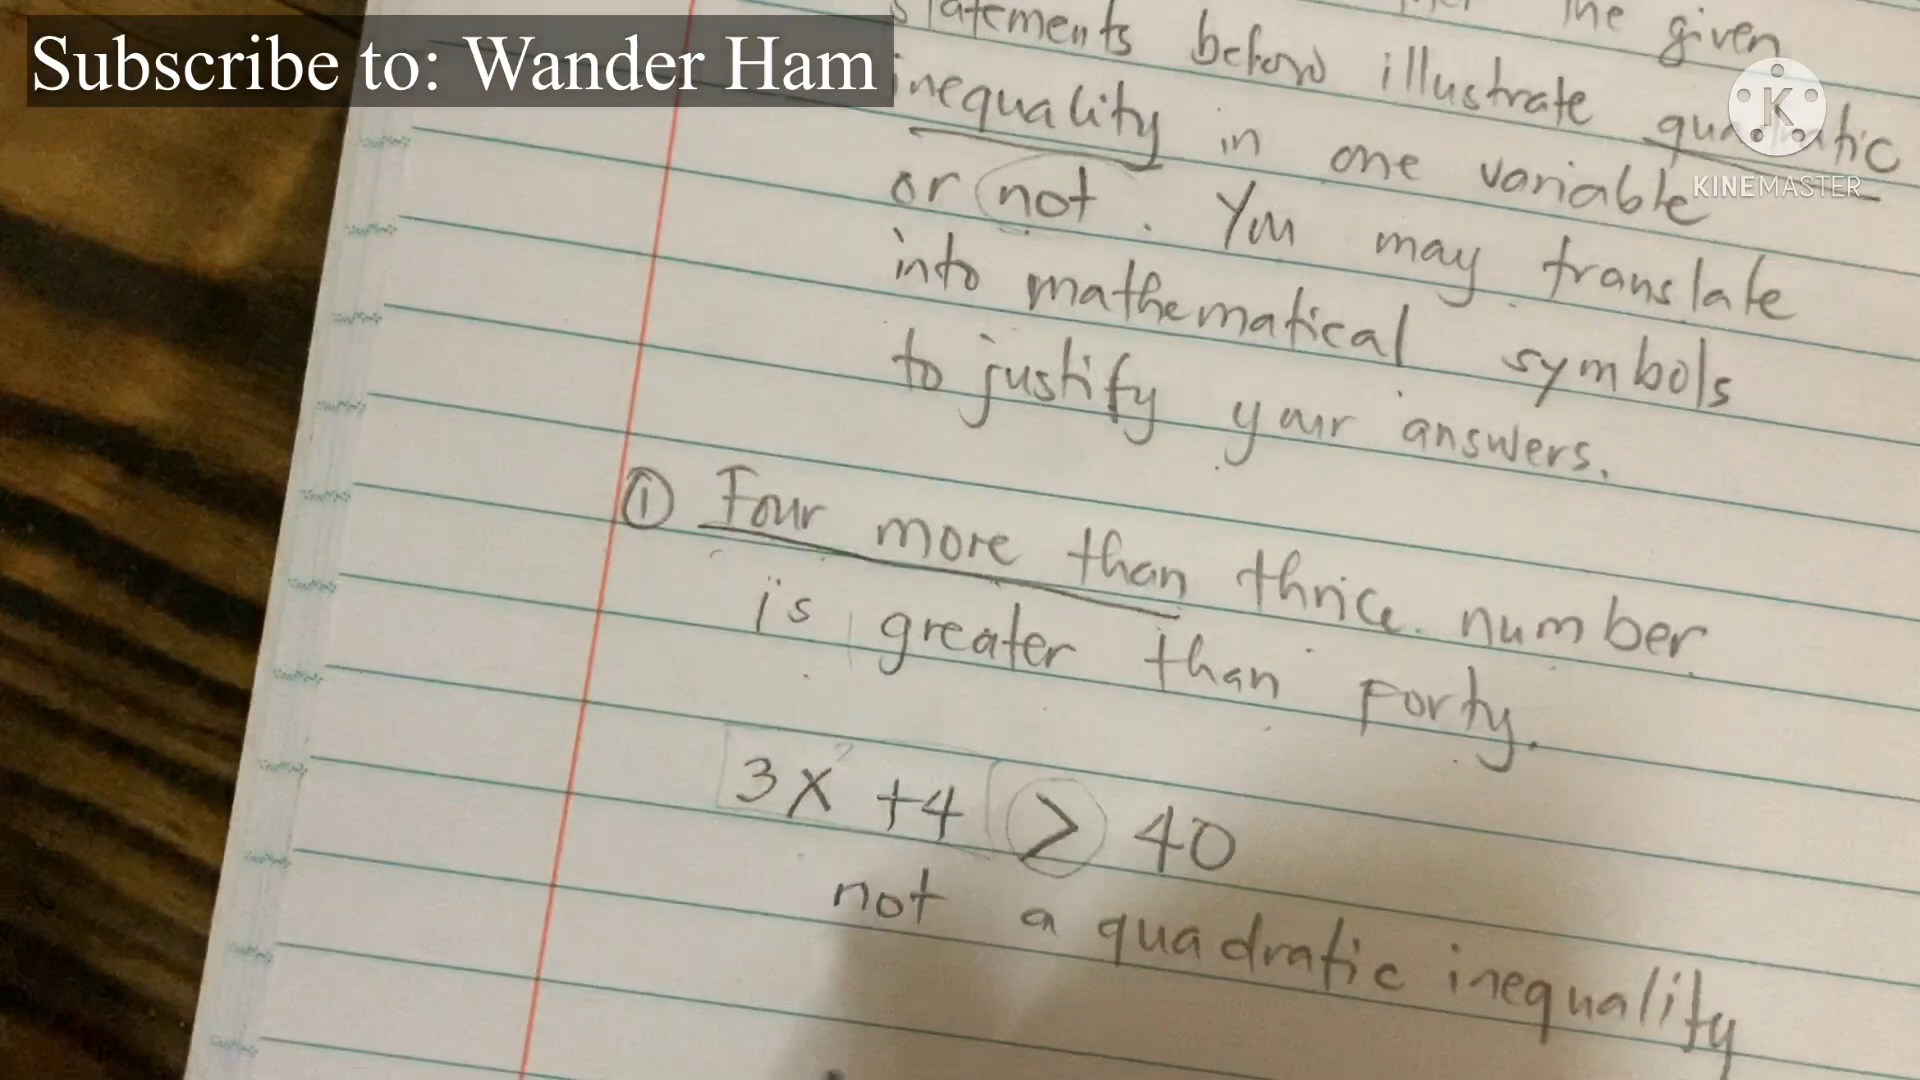 Subscribe to: Wander Ham
the given
statements before illustrate quadratic
inequality in one variable
or not. You may translate
into mathematical symbols
to justify your answers.
① Four more than thrice number
is greater than Forty.
3x + 4 > 40
not a quadratic inequality
K
KINEMASTER